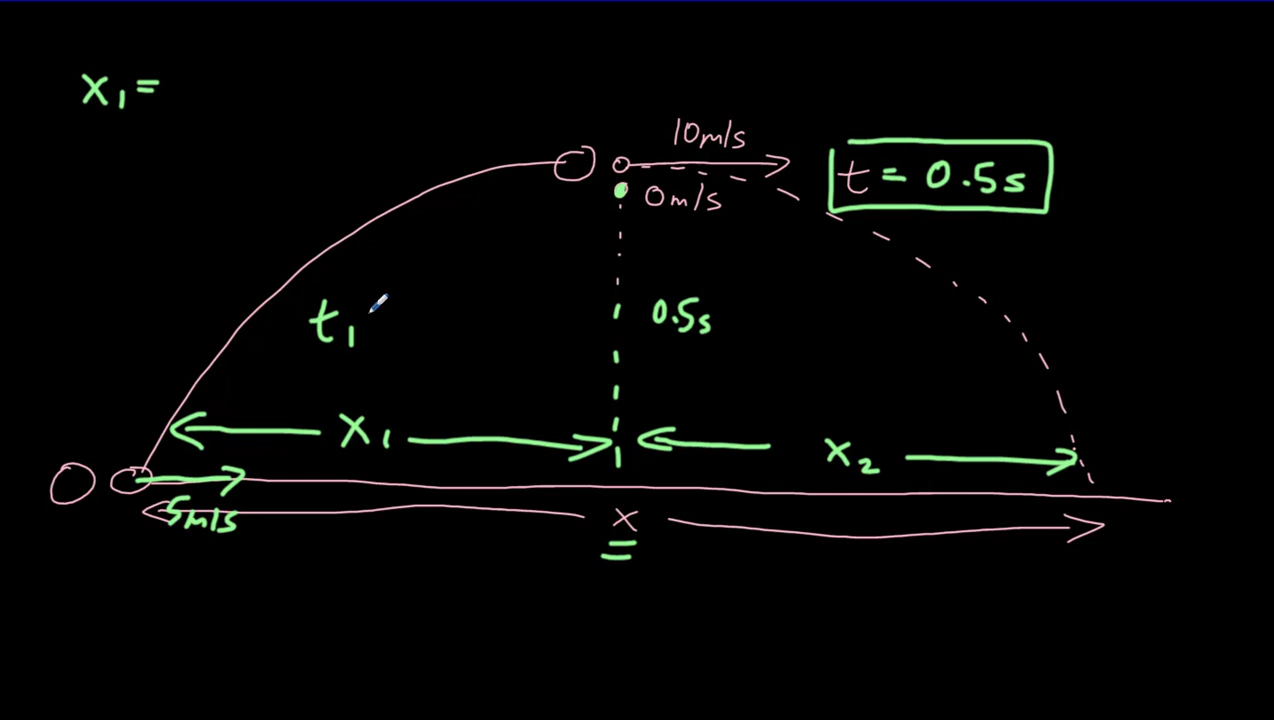 x₁ =
10m/s
t = 0.5s
0m/s
t₁
0.5s
x₁
x₂
5m/s
x